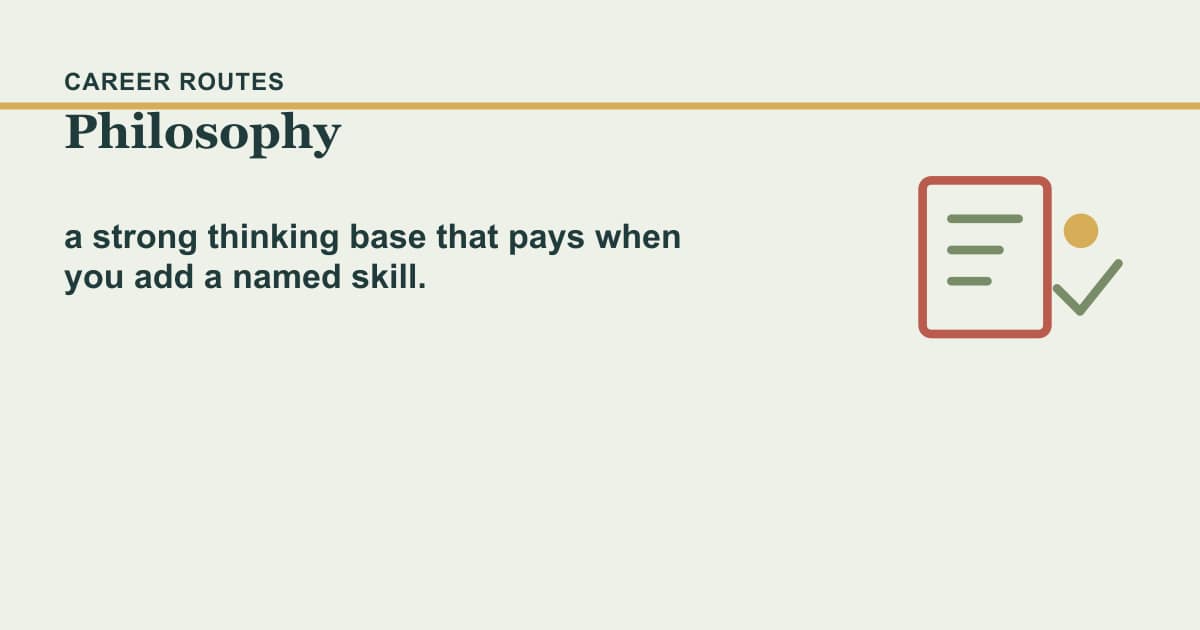 CAREER ROUTES
Philosophy
a strong thinking base that pays when
you add a named skill.